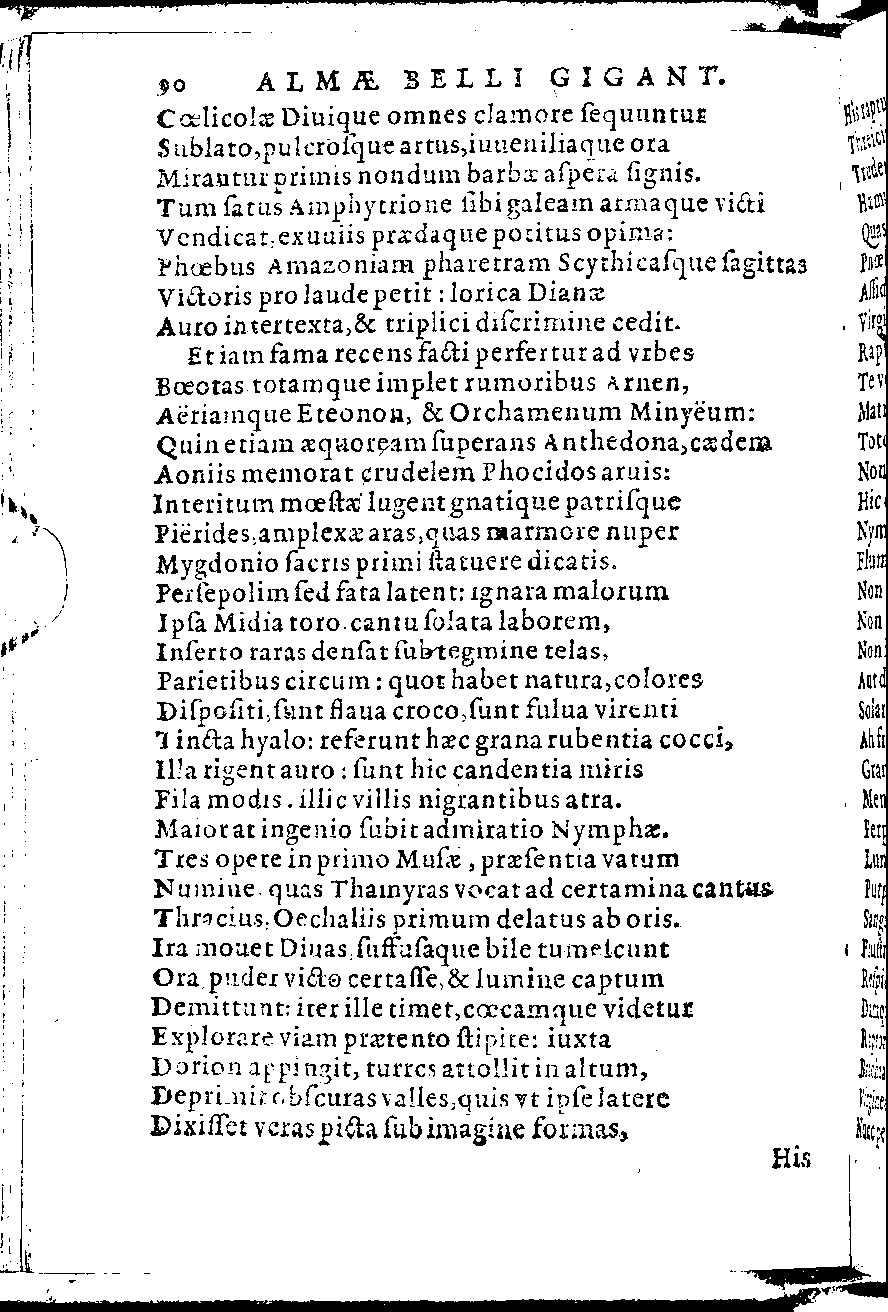 90 ALMÆ BELLI GIGANT.
Cœlicolæ Diuique omnes clamore ſequuntur
Sublato,pulcroſque artus,iuueniliaque ora
Mirantur primis nondum barbæ aſpera ſignis.
Tum ſatus Amphytrione ſibi galeam armaque victi
Vendicat,exuuiis prædaque potitus opima:
Phœbus Amazoniam pharetram Scythicaſque ſagittas
Victoris pro laude petit : lorica Dianæ
Auro intertexta,& triplici diſcrimine cedit.
Et iam fama recens facti perfertur ad vrbes
Bœotas totamque implet rumoribus Arnen,
Aëriamque Eteonon, & Orchamenum Minyëum:
Quin etiam æquoream ſuperans Anthedona,cædem
Aoniis memorat crudelem Phocidos aruis:
Interitum mœſtæ lugent gnatique patriſque
Piërides,amplexæ aras,quas marmore nuper
Mygdonio ſacris primi ſtatuere dicatis.
Perſepolim ſed fata latent: ignara malorum
Ipſa Midia toro cantu ſolata laborem,
Inſerto raras denſat ſubtegmine telas,
Parietibus circum : quot habet natura,colores
Diſpoſiti,ſunt flaua croco,ſunt fulua virenti
Tincta hyalo: referunt hæc grana rubentia cocci,
Illa rigent auro : ſunt hic candentia miris
Fila modis . illic villis nigrantibus atra.
Maior at ingenio ſubit admiratio Nymphæ.
Tres opere in primo Muſæ , præſentia vatum
Numine quas Thamyras vocat ad certamina cantus
Thracius,Oechaliis primum delatus ab oris.
Ira mouet Diuas,ſuffuſaque bile tumeſcunt
Ora pudet victo certaſſe,& lumine captum
Demittunt: iter ille timet,cœcamque videtur
Explorare viam prætento ſtipite: iuxta
Dorion appingit, turres attollit in altum,
Deprimit obſcuras valles,quis vt ipſe latere
Dixiſſet veras picta ſub imagine formas,
His